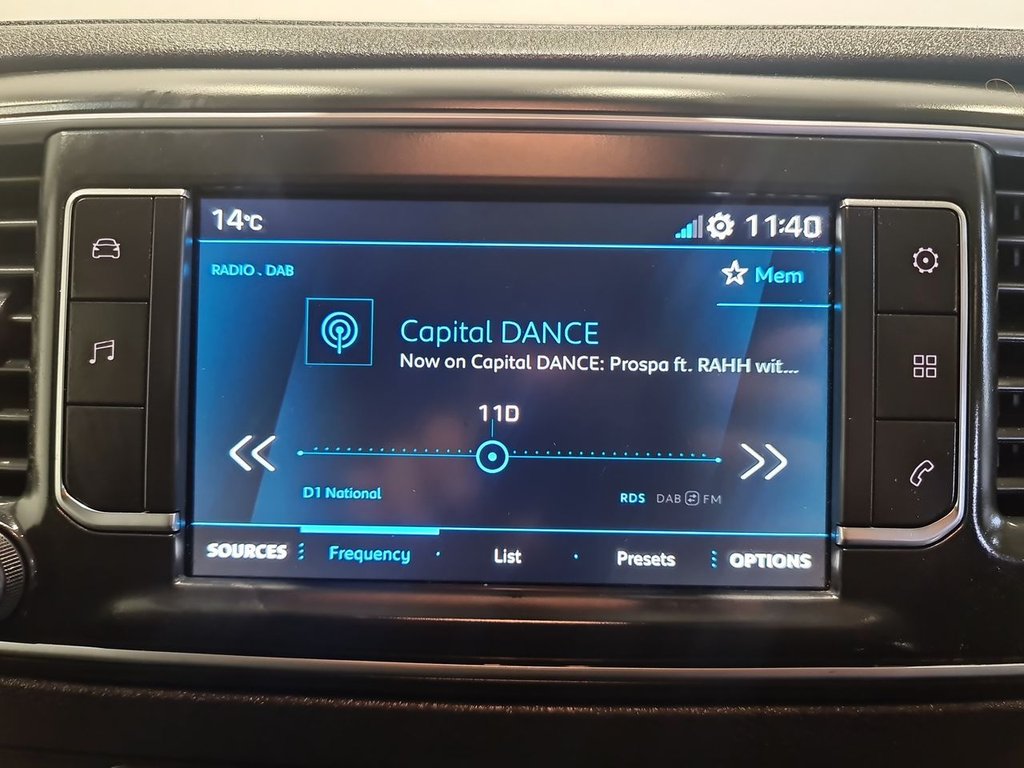 14°C 11:40
RADIO . DAB
Mem
Capital DANCE
Now on Capital DANCE: Prospa ft. RAHH wit...
11D
D1 National
RDS DAB FM
SOURCES Frequency List Presets OPTIONS